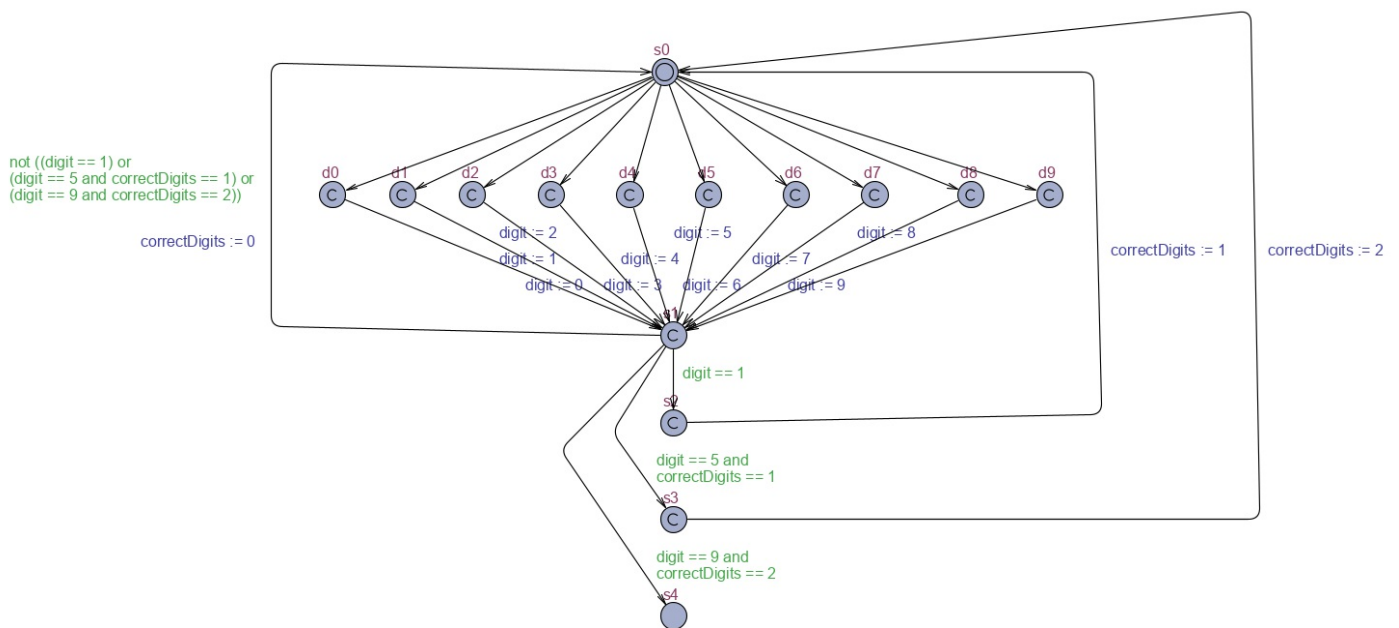 s0
not ((digit == 1) or
(digit == 5 and correctDigits == 1) or
(digit == 9 and correctDigits == 2))
correctDigits := 0
d0
d1
d2
d3
d4
d5
d6
d7
d8
d9
C
C
C
C
C
C
C
C
C
C
digit := 2
digit := 5
digit := 8
digit := 1
digit := 4
digit := 7
digit := 0
digit := 3
digit := 6
digit := 9
correctDigits := 1
correctDigits := 2
s1
C
digit == 1
s2
C
digit == 5 and
correctDigits == 1
s3
C
digit == 9 and
correctDigits == 2
s4